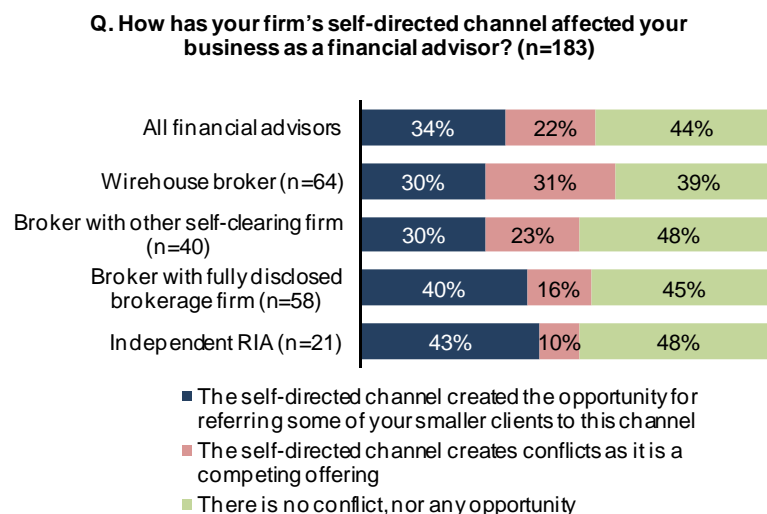 Q. How has your firm's self-directed channel affected your
business as a financial advisor? (n=183)
All financial advisors
34% 22% 44%
Wirehouse broker (n=64)
30% 31% 39%
Broker with other self-clearing firm
(n=40)
30% 23% 48%
Broker with fully disclosed
brokerage firm (n=58)
40% 16% 45%
Independent RIA (n=21)
43% 10% 48%
The self-directed channel created the opportunity for
referring some of your smaller clients to this channel
The self-directed channel creates conflicts as it is a
competing offering
There is no conflict, nor any opportunity